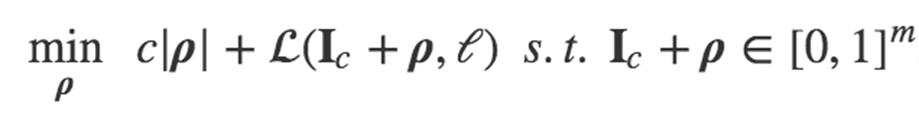 min c|ρ| + ℒ(I_c + ρ, ℓ) s.t. I_c + ρ ∈ [0, 1]^m
ρ